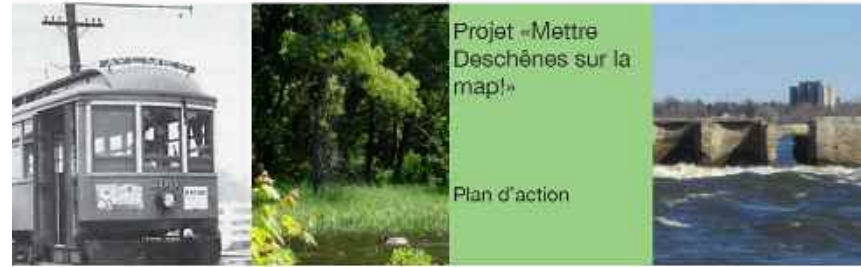 Projet «Mettre
Deschênes sur la
map!»
Plan d'action